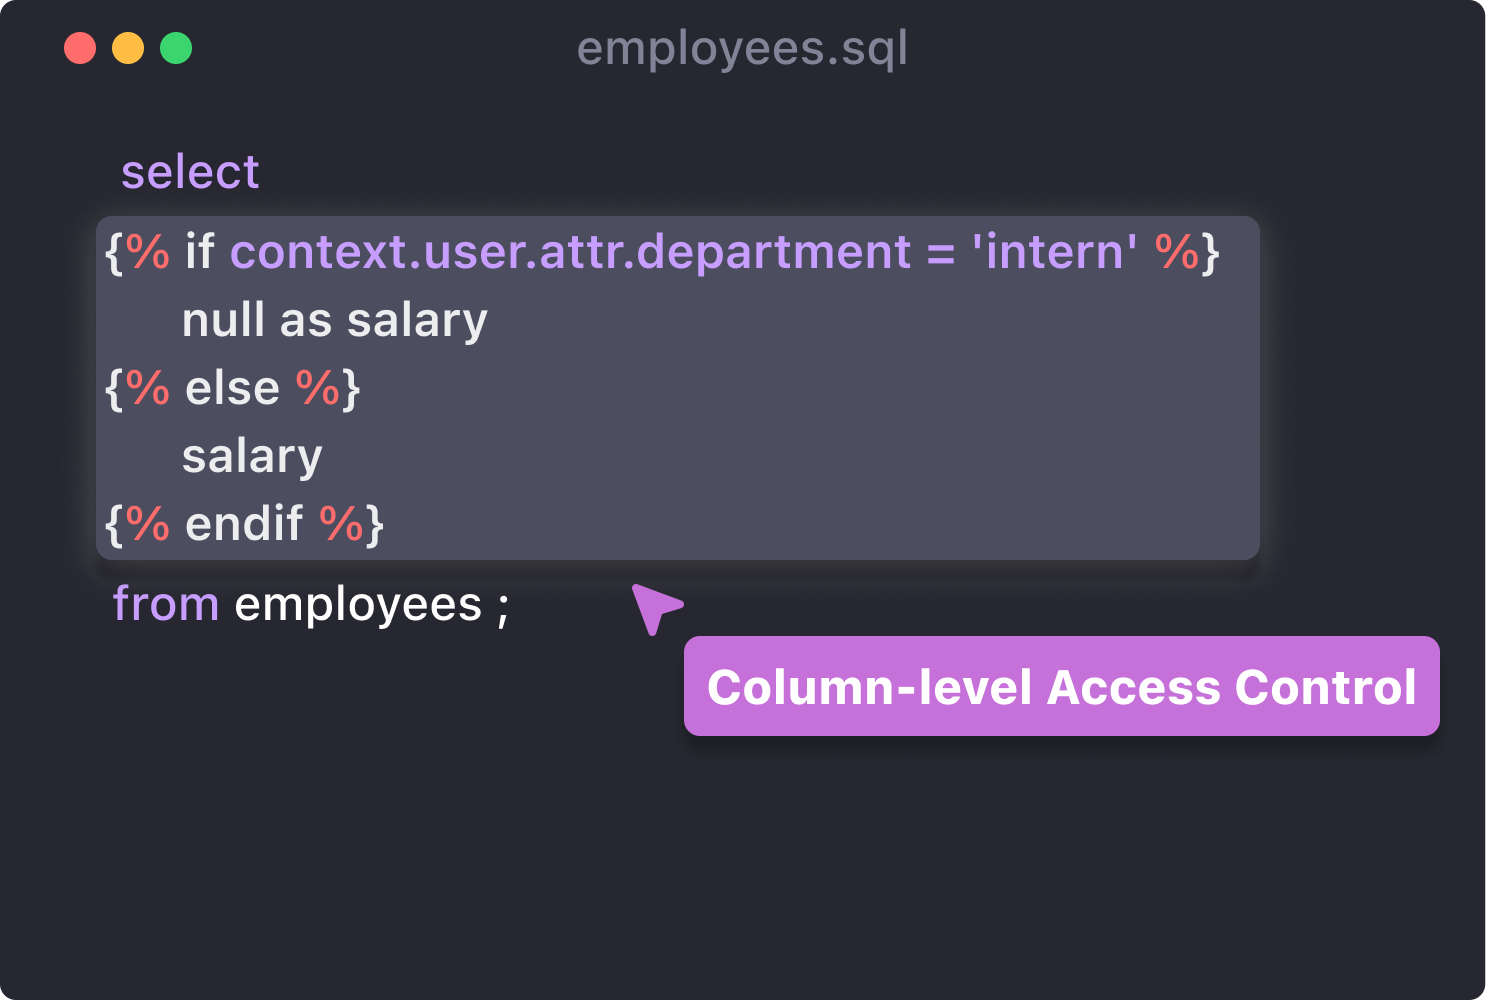 employees.sql
select
{% if context.user.attr.department = 'intern' %}
null as salary
{% else %}
salary
{% endif %}
from employees ;
Column-level Access Control